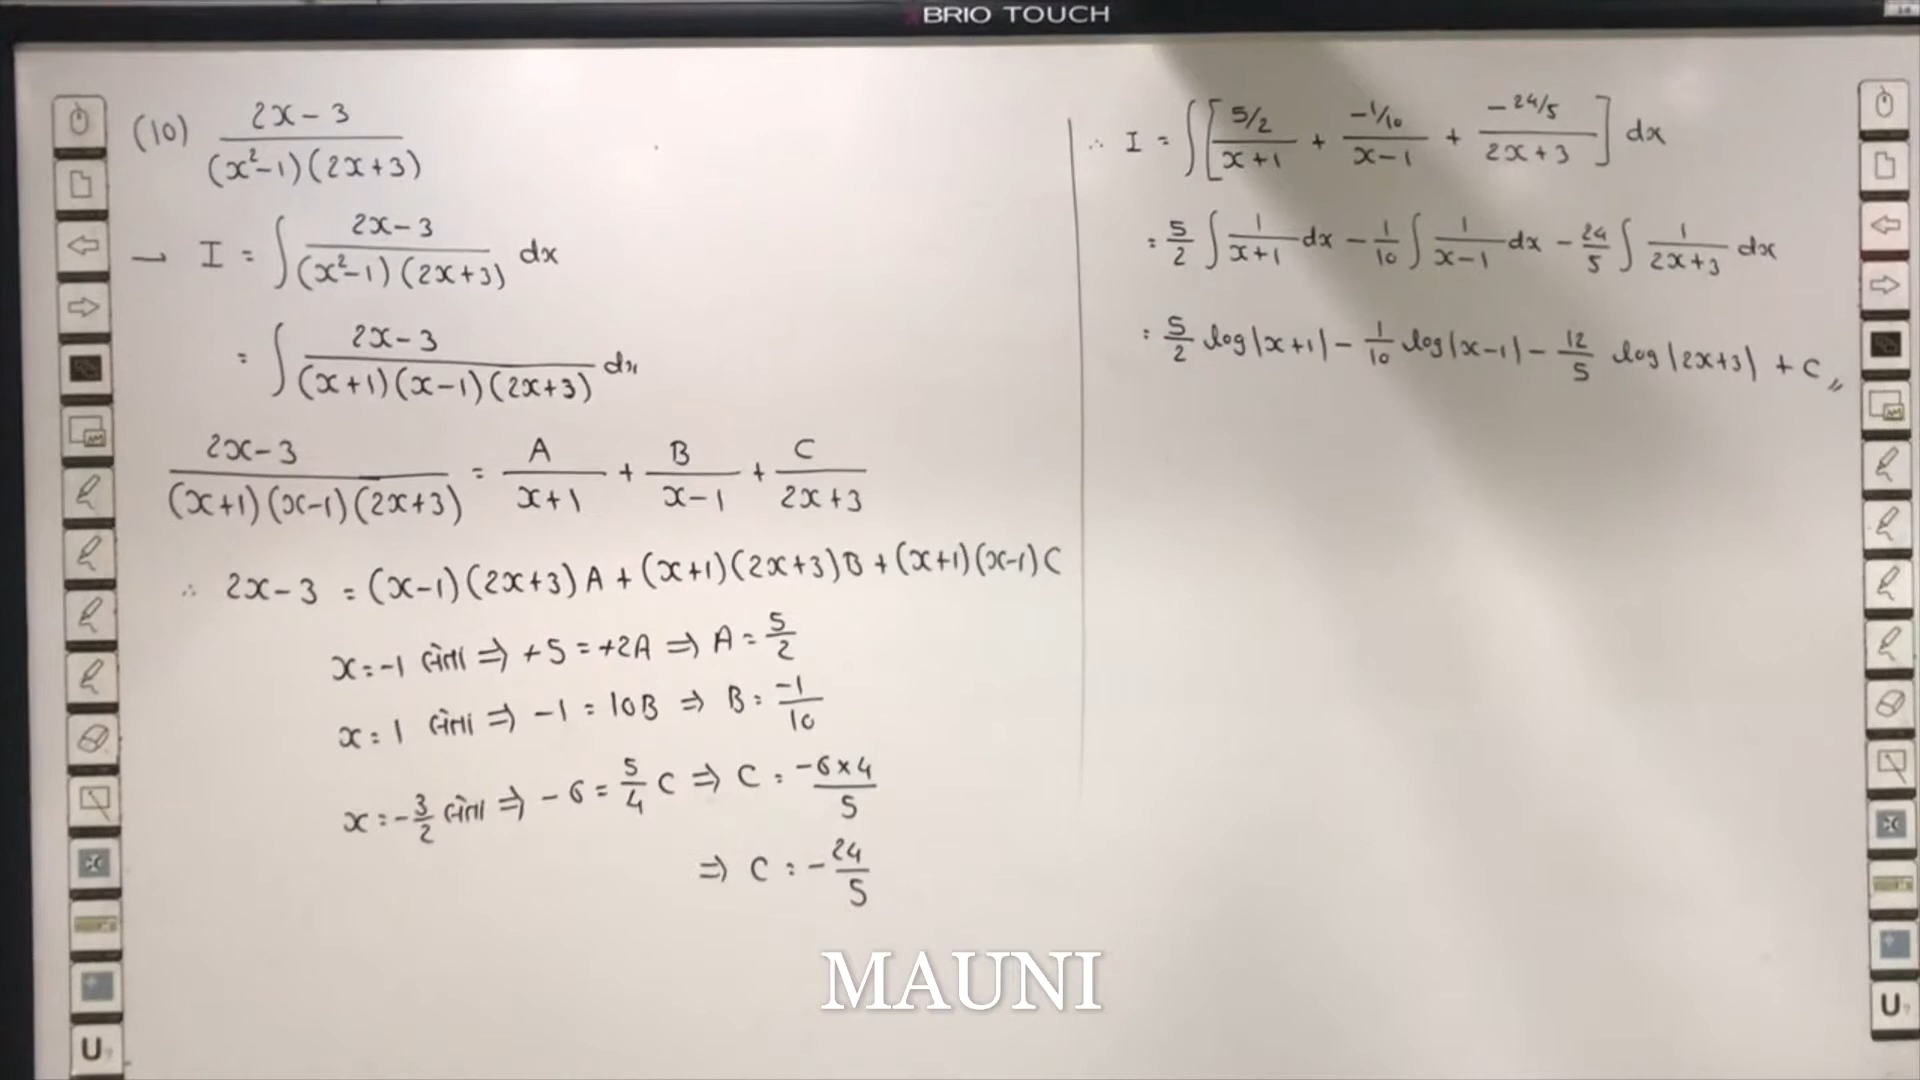 BRIO TOUCH
(10) (2x-3)/((x²-1)(2x+3))
→ I = ∫ (2x-3)/((x²-1)(2x+3)) dx
= ∫ (2x-3)/((x+1)(x-1)(2x+3)) dx
(2x-3)/((x+1)(x-1)(2x+3)) = A/(x+1) + B/(x-1) + C/(2x+3)
∴ 2x-3 = (x-1)(2x+3)A + (x+1)(2x+3)B + (x+1)(x-1)C
x = -1 લેતા ⇒ +5 = +2A ⇒ A = 5/2
x = 1 લેતા ⇒ -1 = 10B ⇒ B = -1/10
x = -3/2 લેતા ⇒ -6 = 5/4 C ⇒ C = (-6×4)/5
⇒ C = -24/5
∴ I = ∫ [ (5/2)/(x+1) + (-1/10)/(x-1) + (-24/5)/(2x+3) ] dx
= 5/2 ∫ 1/(x+1) dx - 1/10 ∫ 1/(x-1) dx - 24/5 ∫ 1/(2x+3) dx
= 5/2 log|x+1| - 1/10 log|x-1| - 12/5 log|2x+3| + C
MAUNI
U
U